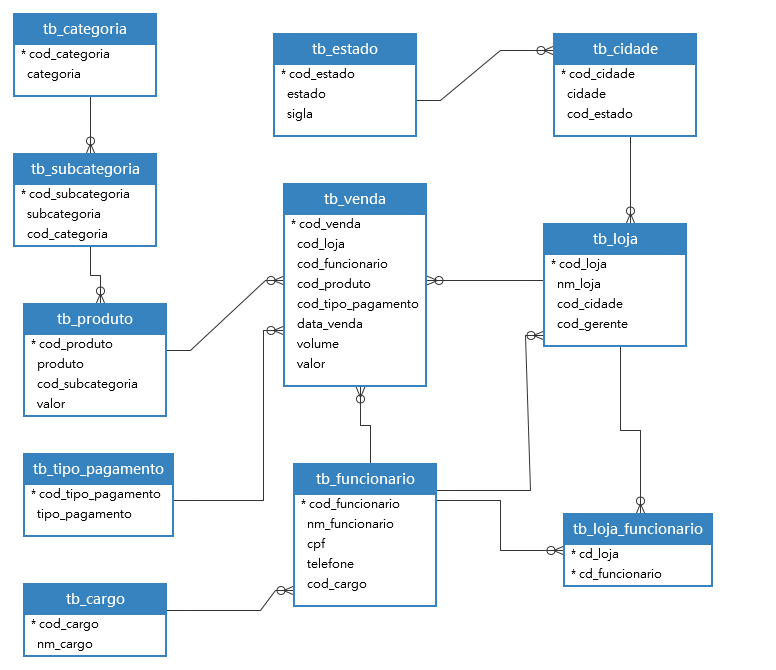 tb_categoria
* cod_categoria
categoria
tb_estado
* cod_estado
estado
sigla
tb_cidade
* cod_cidade
cidade
cod_estado
tb_subcategoria
* cod_subcategoria
subcategoria
cod_categoria
tb_venda
* cod_venda
cod_loja
cod_funcionario
cod_produto
cod_tipo_pagamento
data_venda
volume
valor
tb_loja
* cod_loja
nm_loja
cod_cidade
cod_gerente
tb_produto
* cod_produto
produto
cod_subcategoria
valor
tb_tipo_pagamento
* cod_tipo_pagamento
tipo_pagamento
tb_funcionario
* cod_funcionario
nm_funcionario
cpf
telefone
cod_cargo
tb_loja_funcionario
* cd_loja
* cd_funcionario
tb_cargo
* cod_cargo
nm_cargo